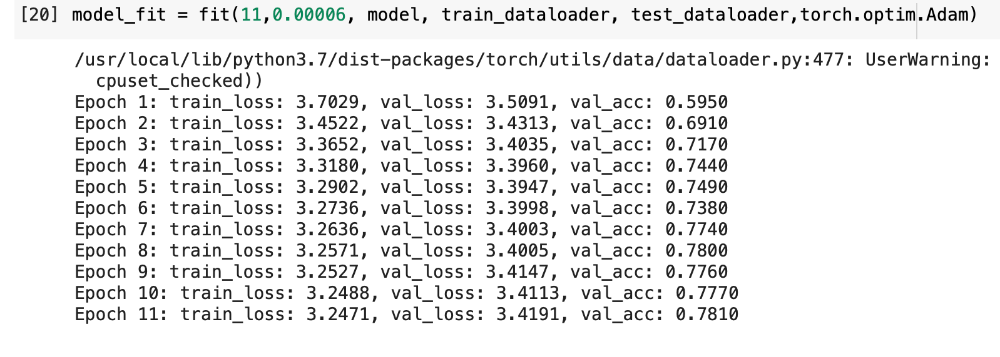 [20] model_fit = fit(11,0.00006, model, train_dataloader, test_dataloader,torch.optim.Adam)
/usr/local/lib/python3.7/dist-packages/torch/utils/data/dataloader.py:477: UserWarning:
cpuset_checked))
Epoch 1: train_loss: 3.7029, val_loss: 3.5091, val_acc: 0.5950
Epoch 2: train_loss: 3.4522, val_loss: 3.4313, val_acc: 0.6910
Epoch 3: train_loss: 3.3652, val_loss: 3.4035, val_acc: 0.7170
Epoch 4: train_loss: 3.3180, val_loss: 3.3960, val_acc: 0.7440
Epoch 5: train_loss: 3.2902, val_loss: 3.3947, val_acc: 0.7490
Epoch 6: train_loss: 3.2736, val_loss: 3.3998, val_acc: 0.7380
Epoch 7: train_loss: 3.2636, val_loss: 3.4003, val_acc: 0.7740
Epoch 8: train_loss: 3.2571, val_loss: 3.4005, val_acc: 0.7800
Epoch 9: train_loss: 3.2527, val_loss: 3.4147, val_acc: 0.7760
Epoch 10: train_loss: 3.2488, val_loss: 3.4113, val_acc: 0.7770
Epoch 11: train_loss: 3.2471, val_loss: 3.4191, val_acc: 0.7810